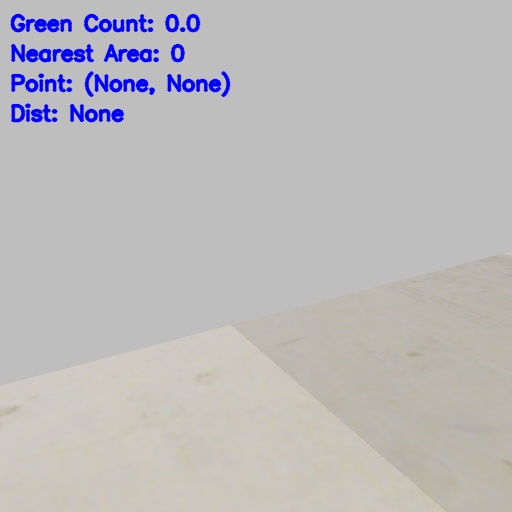 Green Count: 0.0
Nearest Area: 0
Point: (None, None)
Dist: None